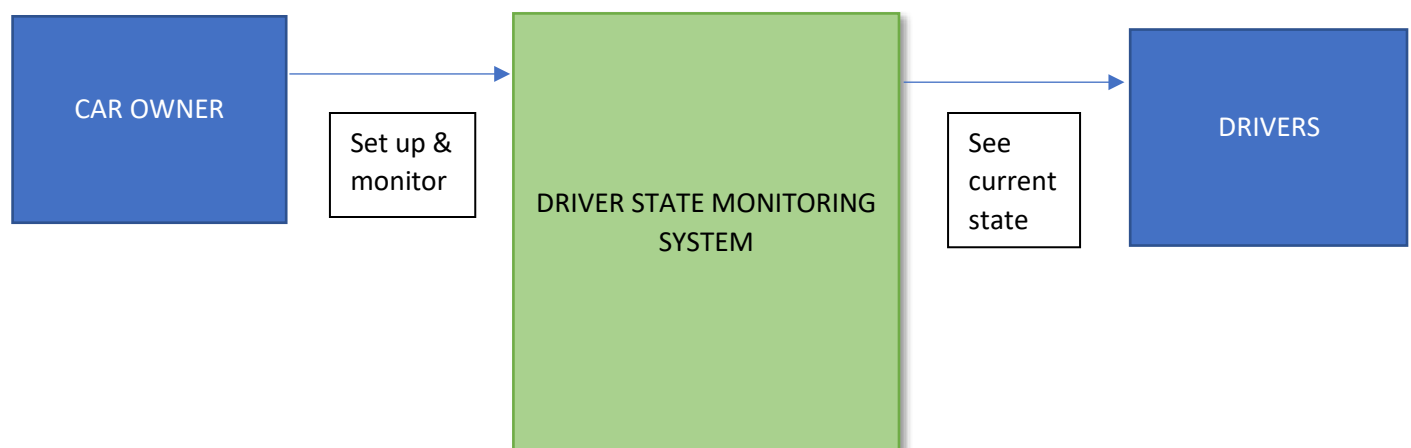 CAR OWNER
Set up &
monitor
DRIVER STATE MONITORING
SYSTEM
See
current
state
DRIVERS